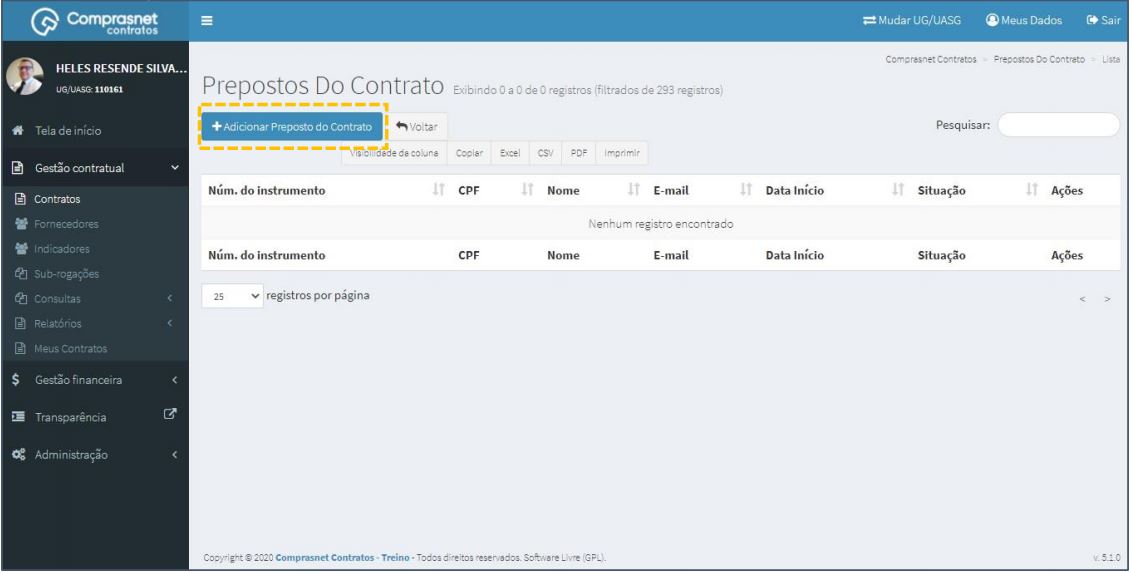 Comprasnet
contratos
Mudar UG/UASG Meus Dados Sair
HELES RESENDE SILVA...
UG/UASG: 110161
Comprasnet Contratos > Prepostos Do Contrato > Lista
Prepostos Do Contrato Exibindo 0 a 0 de 0 registros (filtrados de 293 registros)
+ Adicionar Preposto do Contrato Voltar
Pesquisar:
Visibilidade da coluna Copiar Excel CSV PDF Imprimir
Tela de início
Gestão contratual
Contratos
Fornecedores
Indicadores
Sub-rogações
Consultas
Relatórios
Meus Contratos
Gestão financeira
Transparência
Administração
Núm. do instrumento CPF Nome E-mail Data Início Situação Ações
Nenhum registro encontrado
Núm. do instrumento CPF Nome E-mail Data Início Situação Ações
25 registros por página < >
Copyright © 2020 Comprasnet Contratos - Treino - Todos direitos reservados. Software Livre (GPL). v. 5.1.0